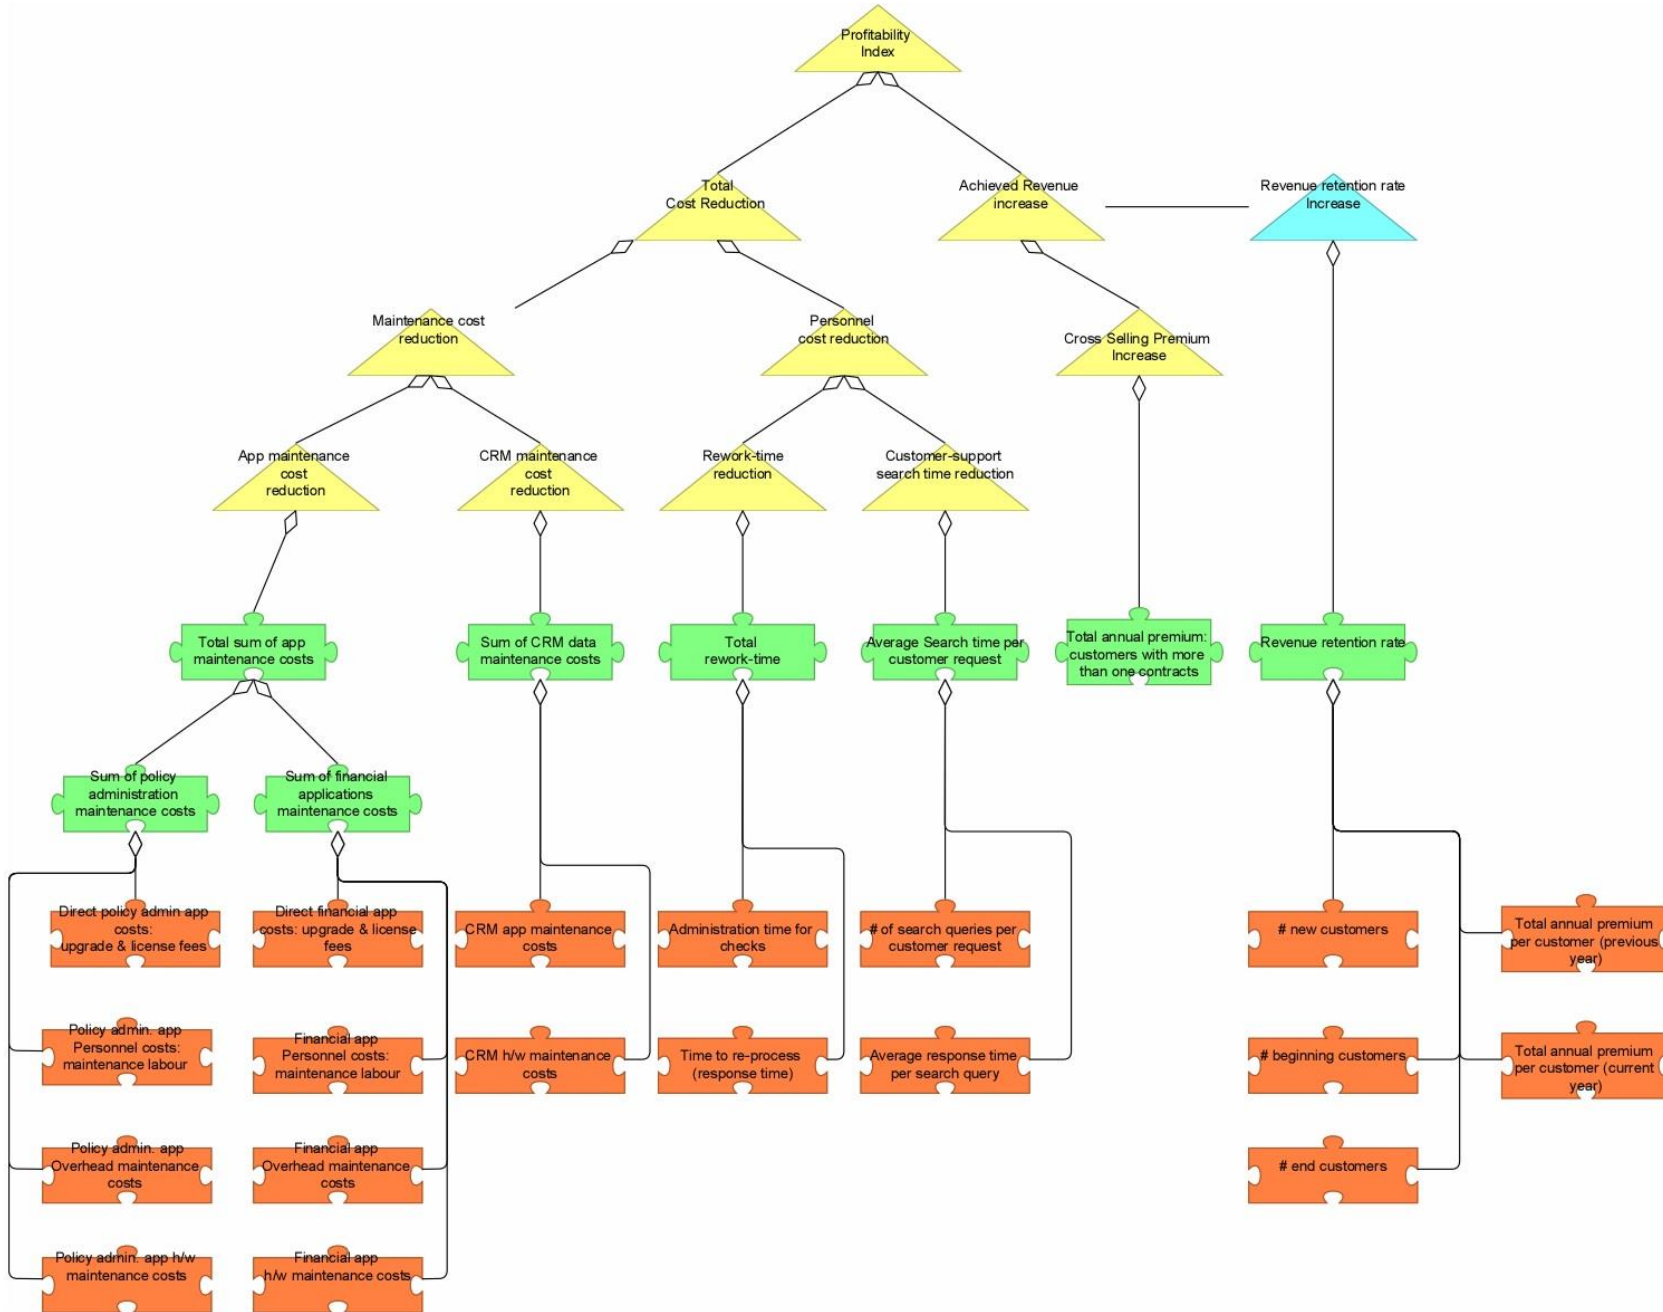 Profitability
Index
Total
Cost Reduction
Achieved Revenue
increase
Revenue retention rate
Increase
Maintenance cost
reduction
Personnel
cost reduction
Cross Selling Premium
Increase
App maintenance
cost
reduction
CRM maintenance
cost
reduction
Rework-time
reduction
Customer-support
search time reduction
Total sum of app
maintenance costs
Sum of CRM data
maintenance costs
Total
rework-time
Average Search time per
customer request
Total annual premium:
customers with more
than one contracts
Revenue retention rate
Sum of policy
administration
maintenance costs
Sum of financial
applications
maintenance costs
Direct policy admin app
costs:
upgrade & license fees
Direct financial app
costs: upgrade & license
fees
CRM app maintenance
costs
Administration time for
checks
# of search queries per
customer request
# new customers
Total annual premium
per customer (previous
year)
Policy admin. app
Personnel costs:
maintenance labour
Financial app
Personnel costs:
maintenance labour
CRM h/w maintenance
costs
Time to re-process
(response time)
Average response time
per search query
# beginning customers
Total annual premium
per customer (current
year)
Policy admin. app
Overhead maintenance
costs
Financial app
Overhead maintenance
costs
# end customers
Policy admin. app h/w
maintenance costs
Financial app
h/w maintenance costs